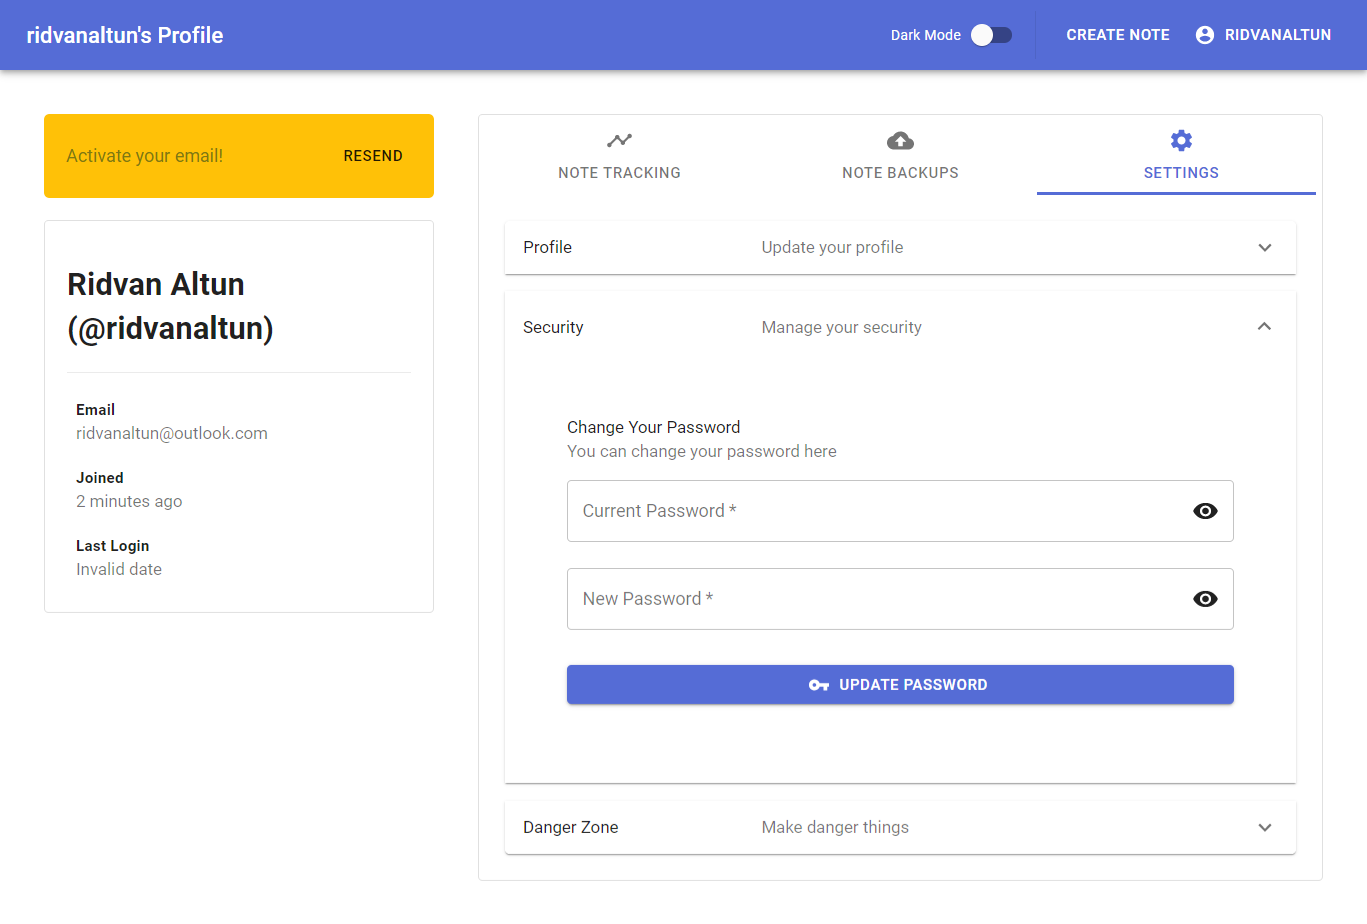 ridvanaltun's Profile
Dark Mode
CREATE NOTE
RIDVANALTUN
Activate your email!
RESEND
Ridvan Altun
(@ridvanaltun)
Email
ridvanaltun@outlook.com
Joined
2 minutes ago
Last Login
Invalid date
NOTE TRACKING
NOTE BACKUPS
SETTINGS
Profile
Update your profile
Security
Manage your security
Change Your Password
You can change your password here
Current Password *
New Password *
UPDATE PASSWORD
Danger Zone
Make danger things